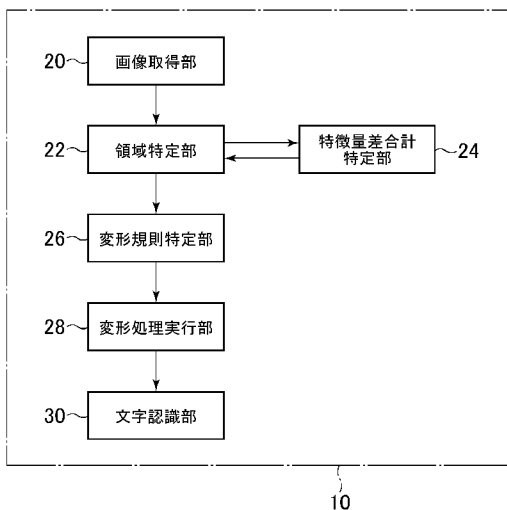 20
画像取得部
22
領域特定部
特徴量差合計
特定部
24
26
変形規則特定部
28
変形処理実行部
30
文字認識部
10